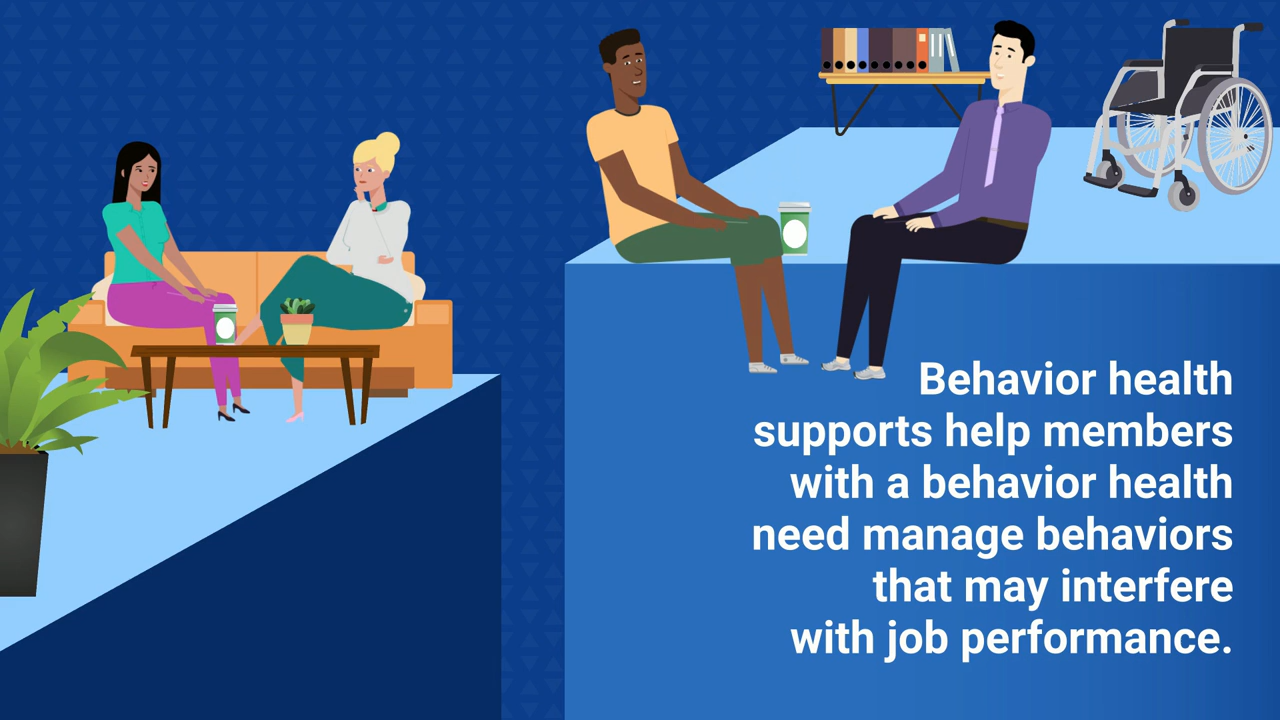 Behavior health
supports help members
with a behavior health
need manage behaviors
that may interfere
with job performance.